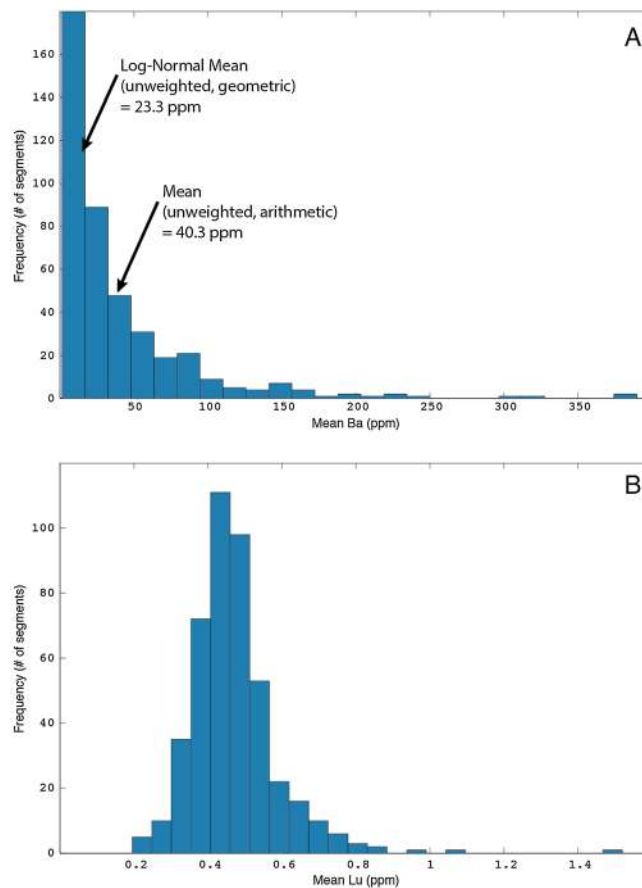 A
160
Log-Normal Mean
(unweighted, geometric)
= 23.3 ppm
140
120
100
Mean
(unweighted, arithmetic)
= 40.3 ppm
80
60
40
20
0
Frequency (# of segments)
50 100 150 200 250 300 350
Mean Ba (ppm)
B
100
80
60
40
20
0
Frequency (# of segments)
0.2 0.4 0.6 0.8 1 1.2 1.4
Mean Lu (ppm)